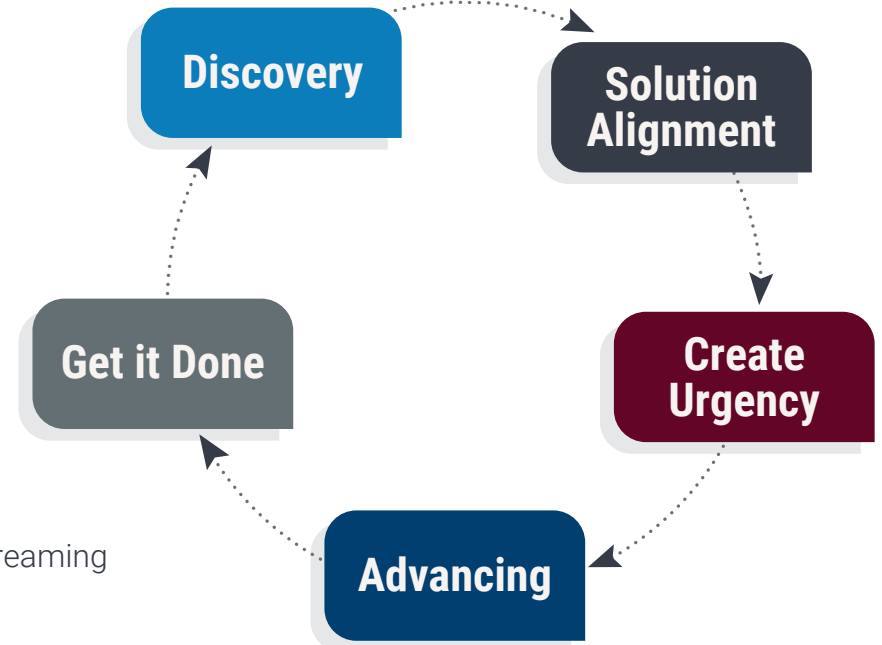 Discovery
Solution
Alignment
Create
Urgency
Get it Done
reaming
Advancing